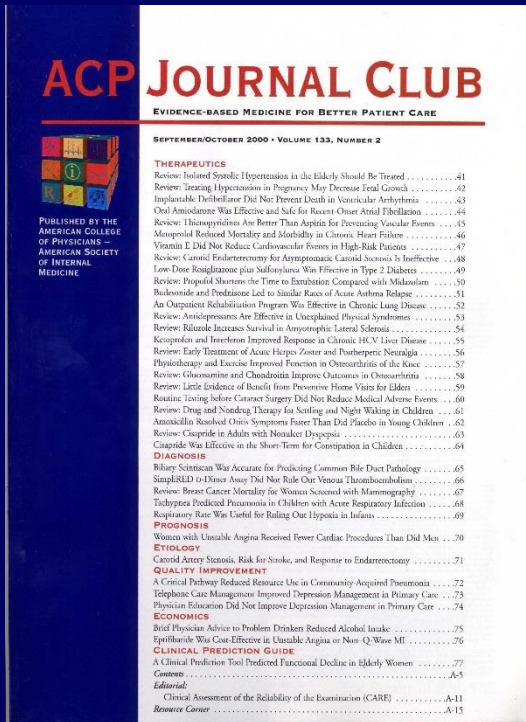 ACP JOURNAL CLUB
EVIDENCE-BASED MEDICINE FOR BETTER PATIENT CARE
SEPTEMBER/OCTOBER 2000 • VOLUME 133, NUMBER 2
PUBLISHED BY THE
AMERICAN COLLEGE
OF PHYSICIANS –
AMERICAN SOCIETY
OF INTERNAL
MEDICINE
THERAPEUTICS
Review: Isolated Systolic Hypertension in the Elderly Should Be Treated . . . . . . . . . . .41
Review: Treating Hypertension in Pregnancy May Decrease Fetal Growth . . . . . . . . . .42
Implantable Defibrillator Did Not Prevent Death in Ventricular Arrhythmia . . . . . . . .43
Oral Amiodarone Was Effective and Safe for Recent-Onset Atrial Fibrillation . . . . . . .44
Review: Thienopyridines Are Better Than Aspirin for Preventing Vascular Events . . . .45
Metoprolol Reduced Mortality and Morbidity in Chronic Heart Failure . . . . . . . . . . .46
Vitamin E Did Not Reduce Cardiovascular Events in High-Risk Patients . . . . . . . . . .47
Review: Carotid Endarterectomy for Asymptomatic Carotid Stenosis Is Ineffective . . .48
Low-Dose Rosiglitazone plus Sulfonylurea Was Effective in Type 2 Diabetes . . . . . . . .49
Review: Propofol Shortens the Time to Extubation Compared with Midazolam . . . . .50
Budesonide and Prednisone Led to Similar Rates of Acute Asthma Relapse . . . . . . . . .51
An Outpatient Rehabilitation Program Was Effective in Chronic Lung Disease . . . . . .52
Review: Antidepressants Are Effective in Unexplained Physical Symptoms . . . . . . . . .53
Review: Riluzole Increases Survival in Amyotrophic Lateral Sclerosis . . . . . . . . . . . . .54
Ketoprofen and Interferon Improved Response in Chronic HCV Liver Disease . . . . . .55
Review: Early Treatment of Acute Herpes Zoster and Postherpetic Neuralgia . . . . . . .56
Physiotherapy and Exercise Improved Function in Osteoarthritis of the Knee . . . . . . .57
Review: Glucosamine and Chondroitin Improve Outcomes in Osteoarthritis . . . . . . .58
Review: Little Evidence of Benefit from Preventive Home Visits for Elders . . . . . . . . .59
Routine Testing before Cataract Surgery Did Not Reduce Medical Adverse Events . . .60
Review: Drug and Nondrug Therapy for Settling and Night Waking in Children . . . .61
Amoxicillin Resolved Otitis Symptoms Faster Than Did Placebo in Young Children . .62
Review: Cisapride in Adults with Nonulcer Dyspepsia . . . . . . . . . . . . . . . . . . . . . . .63
Cisapride Was Effective in the Short-Term for Constipation in Children . . . . . . . . . .64
DIAGNOSIS
Biliary Scintiscan Was Accurate for Predicting Common Bile Duct Pathology . . . . . . .65
SimpliRED D-Dimer Assay Did Not Rule Out Venous Thromboembolism . . . . . . . .66
Review: Breast Cancer Mortality for Women Screened with Mammography . . . . . . . .67
Tachypnea Predicted Pneumonia in Children with Acute Respiratory Infection . . . . .68
Respiratory Rate Was Useful for Ruling Out Hypoxia in Infants . . . . . . . . . . . . . . . .69
PROGNOSIS
Women with Unstable Angina Received Fewer Cardiac Procedures Than Did Men . . .70
ETIOLOGY
Carotid Artery Stenosis, Risk for Stroke, and Response to Endarterectomy . . . . . . . . .71
QUALITY IMPROVEMENT
A Critical Pathway Reduced Resource Use in Community-Acquired Pneumonia . . . . .72
Telephone Care Management Improved Depression Management in Primary Care . . .73
Physician Education Did Not Improve Depression Management in Primary Care . . . .74
ECONOMICS
Brief Physician Advice to Problem Drinkers Reduced Alcohol Intake . . . . . . . . . . . . .75
Eptifibatide Was Cost-Effective in Unstable Angina or Non–Q-Wave MI . . . . . . . . . .76
CLINICAL PREDICTION GUIDE
A Clinical Prediction Tool Predicted Functional Decline in Elderly Women . . . . . . . .77
Contents . . . . . . . . . . . . . . . . . . . . . . . . . . . . . . . . . . . . . . . . . . . . . . . .A-5
Editorial:
Clinical Assessment of the Reliability of the Examination (CARE) . . . . . . . . . . .A-11
Resource Corner . . . . . . . . . . . . . . . . . . . . . . . . . . . . . . . . . . . . . . . . . .A-15